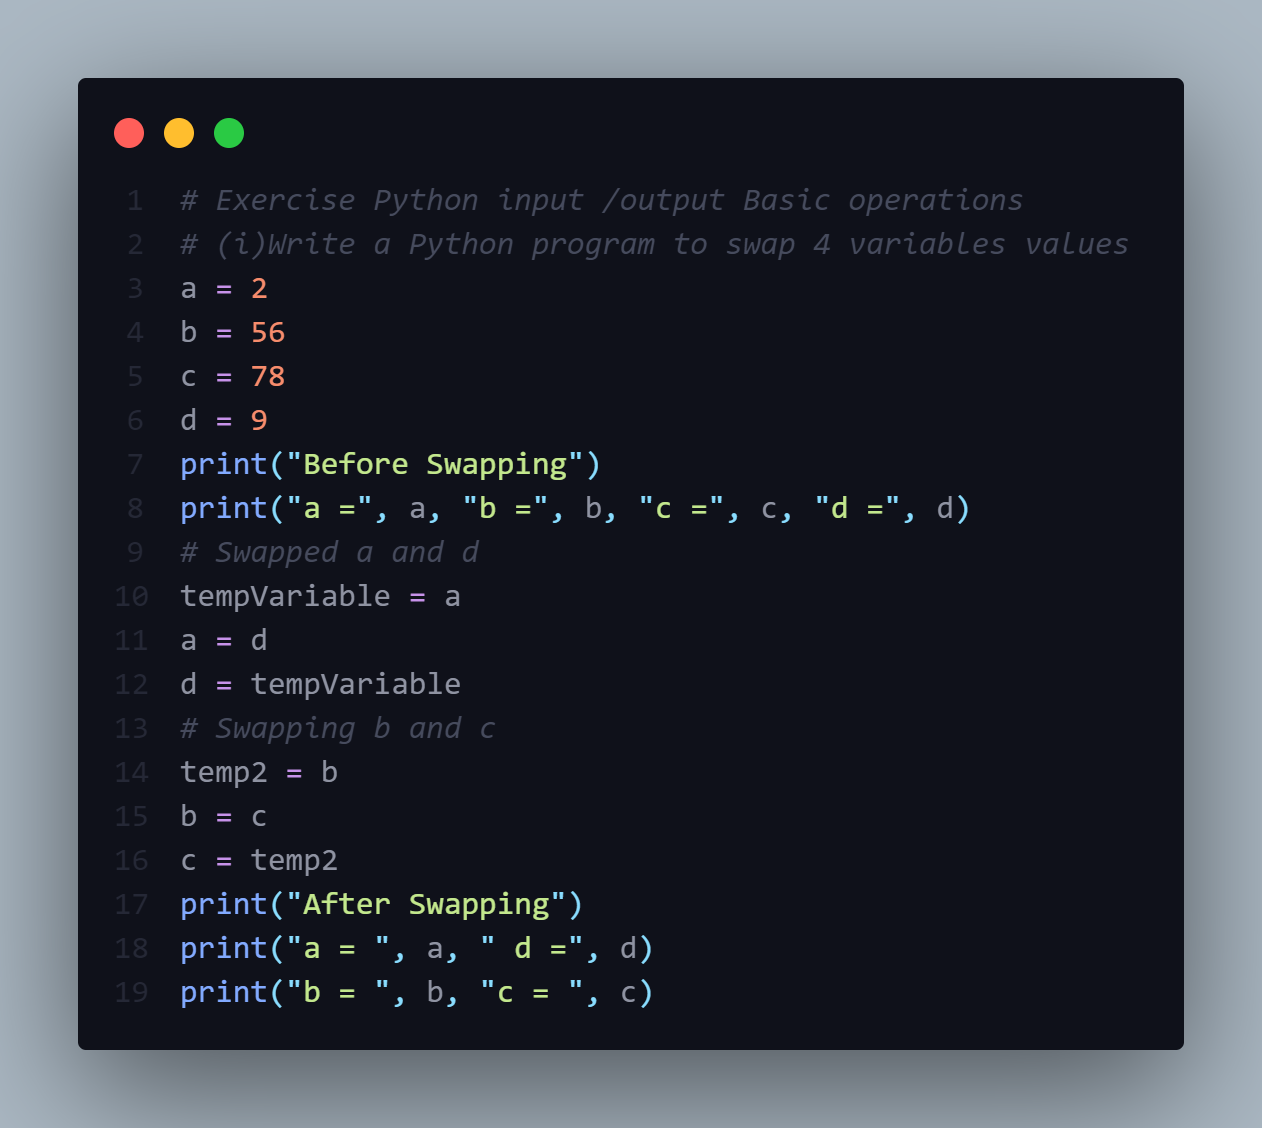 1 # Exercise Python input /output Basic operations
2 # (i)Write a Python program to swap 4 variables values
3 a = 2
4 b = 56
5 c = 78
6 d = 9
7 print("Before Swapping")
8 print("a =", a, "b =", b, "c =", c, "d =", d)
9 # Swapped a and d
10 tempVariable = a
11 a = d
12 d = tempVariable
13 # Swapping b and c
14 temp2 = b
15 b = c
16 c = temp2
17 print("After Swapping")
18 print("a = ", a, " d =", d)
19 print("b = ", b, "c = ", c)